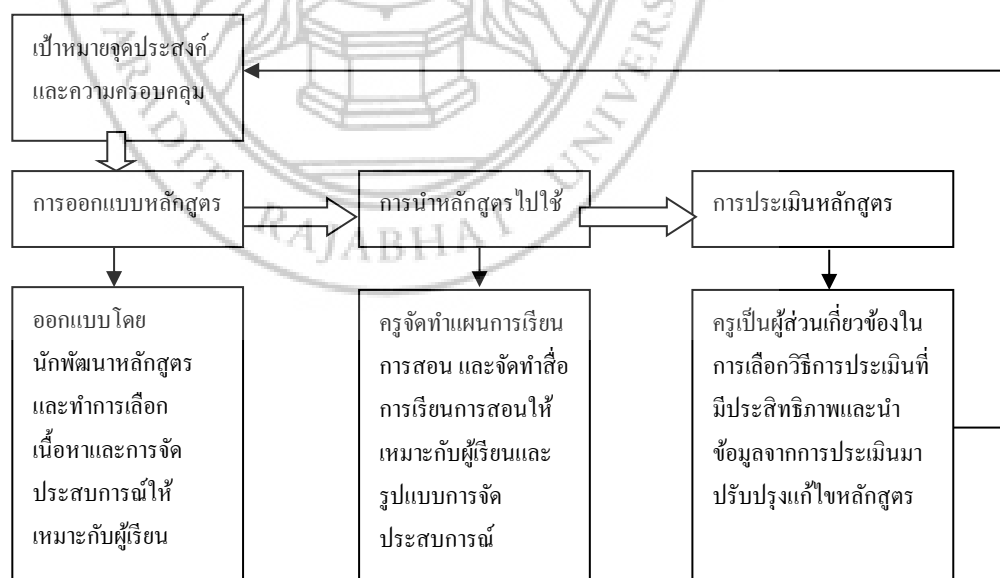 เป้าหมายจุดประสงค์
และความครอบคลุม
การออกแบบหลักสูตร
การนำหลักสูตรไปใช้
การประเมินหลักสูตร
ออกแบบโดย
นักพัฒนาหลักสูตร
และทำการเลือก
เนื้อหาและการจัด
ประสบการณ์ให้
เหมาะกับผู้เรียน
ครูจัดทำแผนการเรียน
การสอน และจัดทำสื่อ
การเรียนการสอนให้
เหมาะกับผู้เรียนและ
รูปแบบการจัด
ประสบการณ์
ครูเป็นผู้ส่วนเกี่ยวข้องใน
การเลือกวิธีการประเมินที่
มีประสิทธิภาพและนำ
ข้อมูลจากการประเมินมา
ปรับปรุงแก้ไขหลักสูตร
RAJABHAT